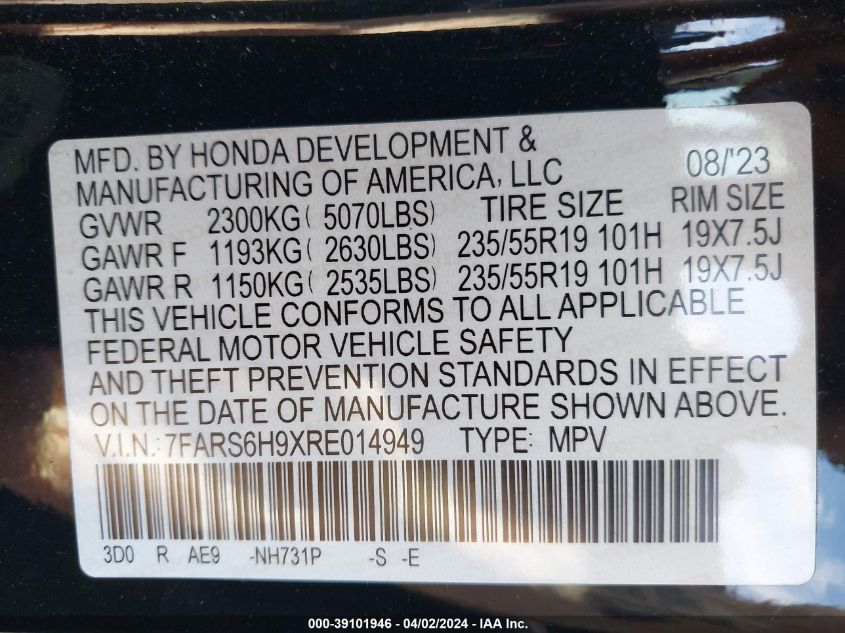 MFD. BY HONDA DEVELOPMENT &
MANUFACTURING OF AMERICA, LLC 08/'23
GVWR 2300KG( 5070LBS) TIRE SIZE RIM SIZE
GAWR F 1193KG( 2630LBS) 235/55R19 101H 19X7.5J
GAWR R 1150KG( 2535LBS) 235/55R19 101H 19X7.5J
THIS VEHICLE CONFORMS TO ALL APPLICABLE
FEDERAL MOTOR VEHICLE SAFETY
AND THEFT PREVENTION STANDARDS IN EFFECT
ON THE DATE OF MANUFACTURE SHOWN ABOVE.
V.I.N.: 7FARS6H9XRE014949 TYPE: MPV
3D0 R AE9 -NH731P -S -E
000-39101946 - 04/02/2024 - IAA Inc.